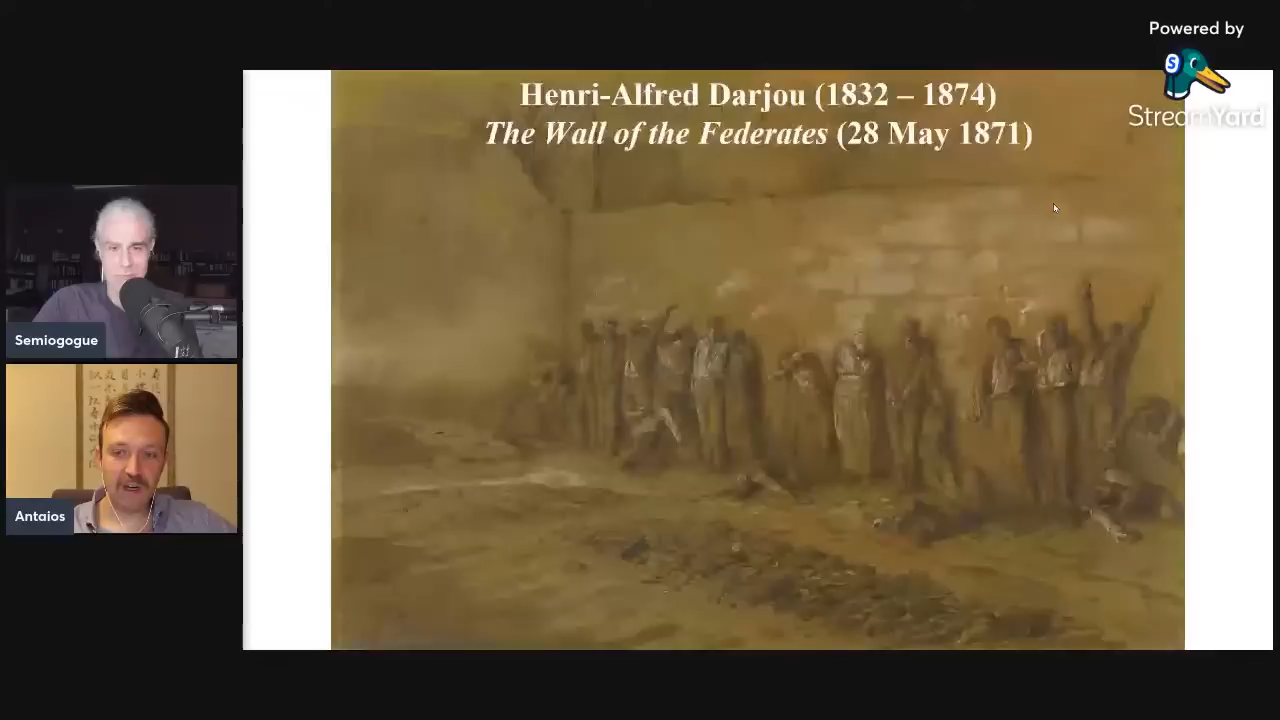 Powered by
S
StreamYard
Henri-Alfred Darjou (1832 – 1874)
The Wall of the Federates (28 May 1871)
Semiogogue
Antaios